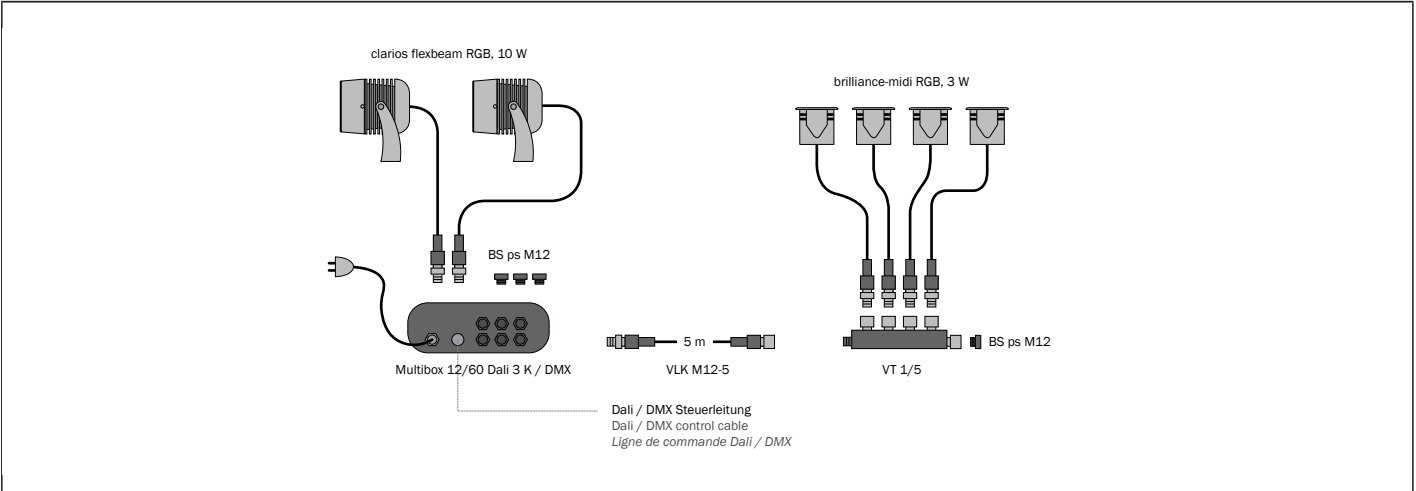 clarios flexbeam RGB, 10 W
brilliance-midi RGB, 3 W
BS ps M12
5 m
BS ps M12
Multibox 12/60 Dali 3 K / DMX
VLK M12-5
VT 1/5
Dali / DMX Steuerleitung
Dali / DMX control cable
Ligne de commande Dali / DMX